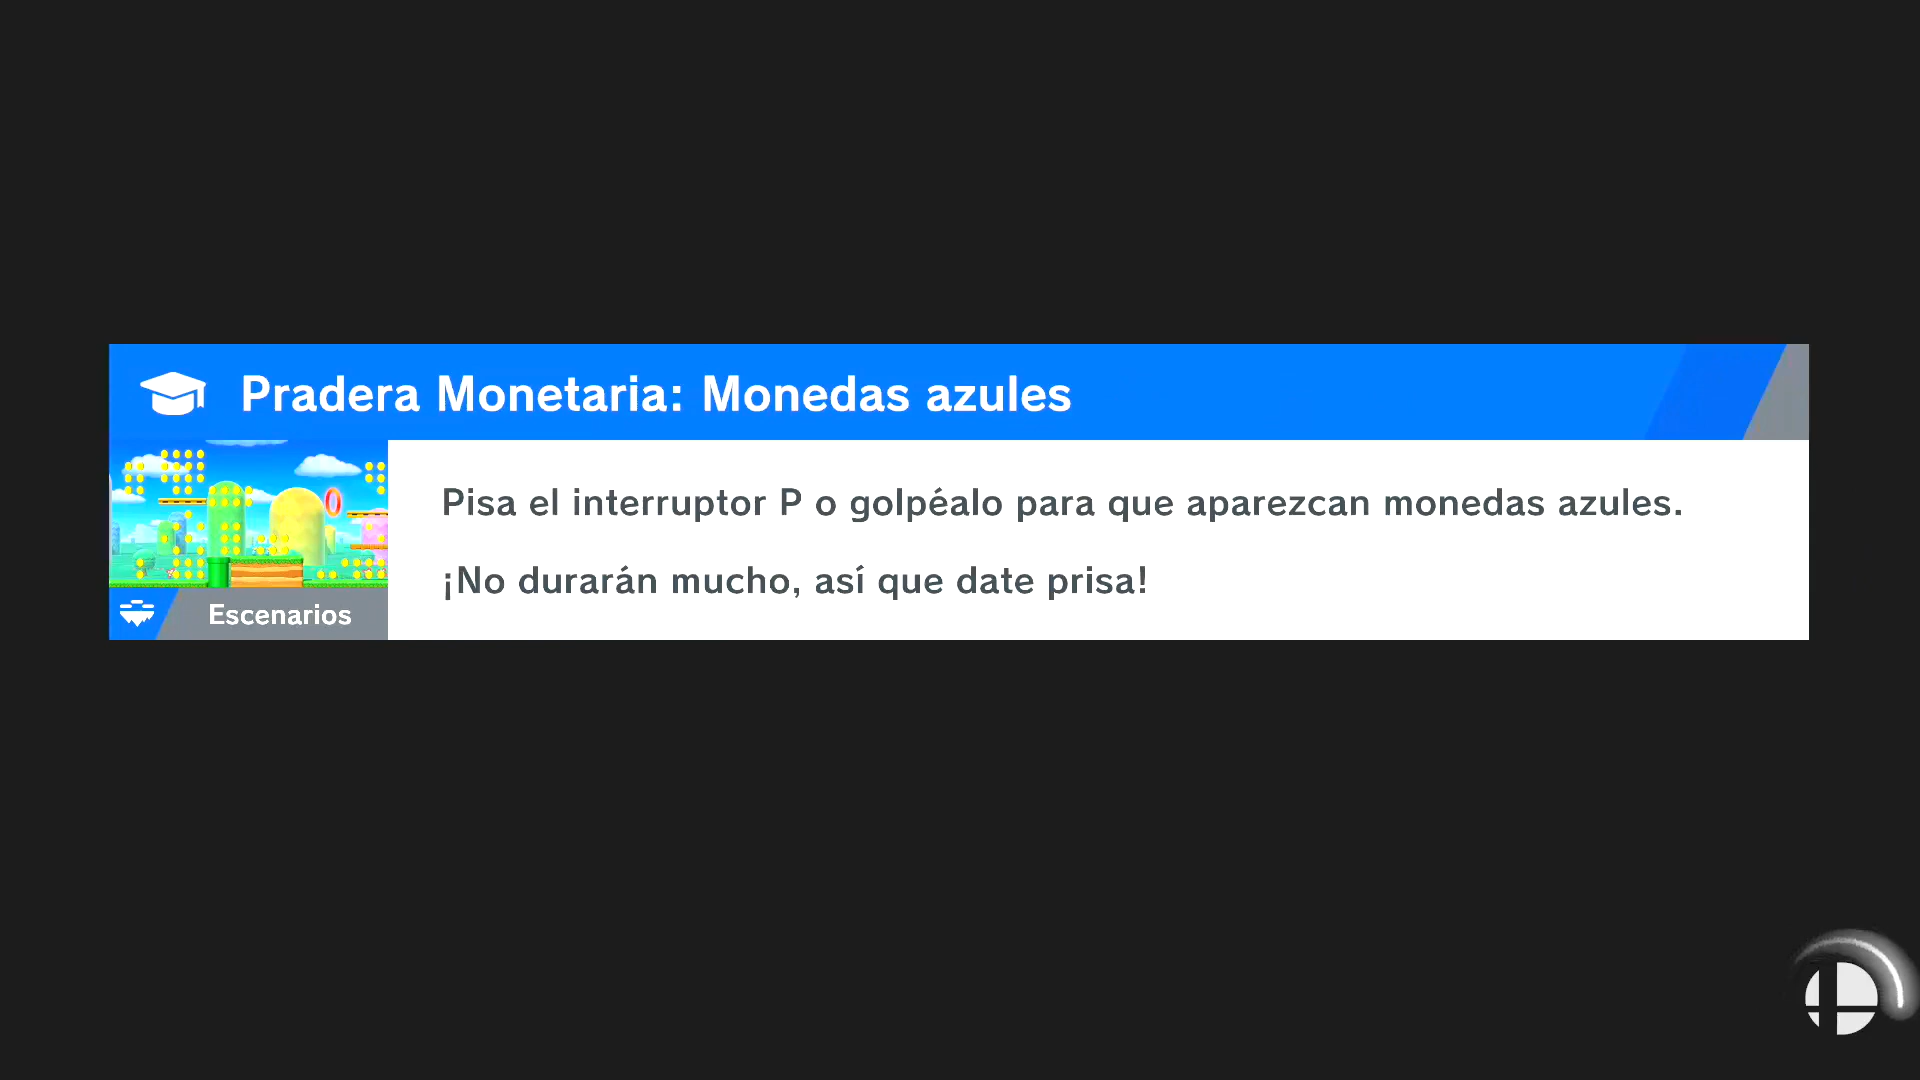 Pradera Monetaria: Monedas azules
Pisa el interruptor P o golpéalo para que aparezcan monedas azules.
¡No durarán mucho, así que date prisa!
Escenarios